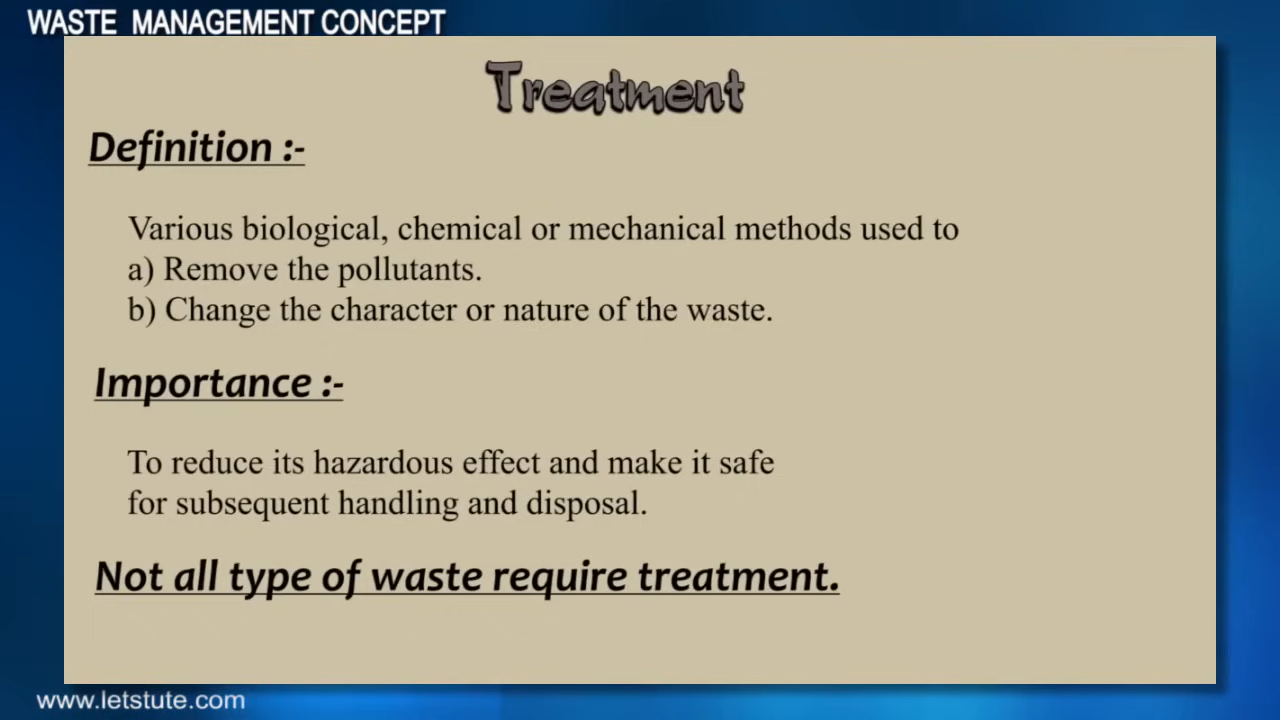 WASTE MANAGEMENT CONCEPT
Treatment
Definition :-
Various biological, chemical or mechanical methods used to
a) Remove the pollutants.
b) Change the character or nature of the waste.
Importance :-
To reduce its hazardous effect and make it safe
for subsequent handling and disposal.
Not all type of waste require treatment.
www.letstute.com